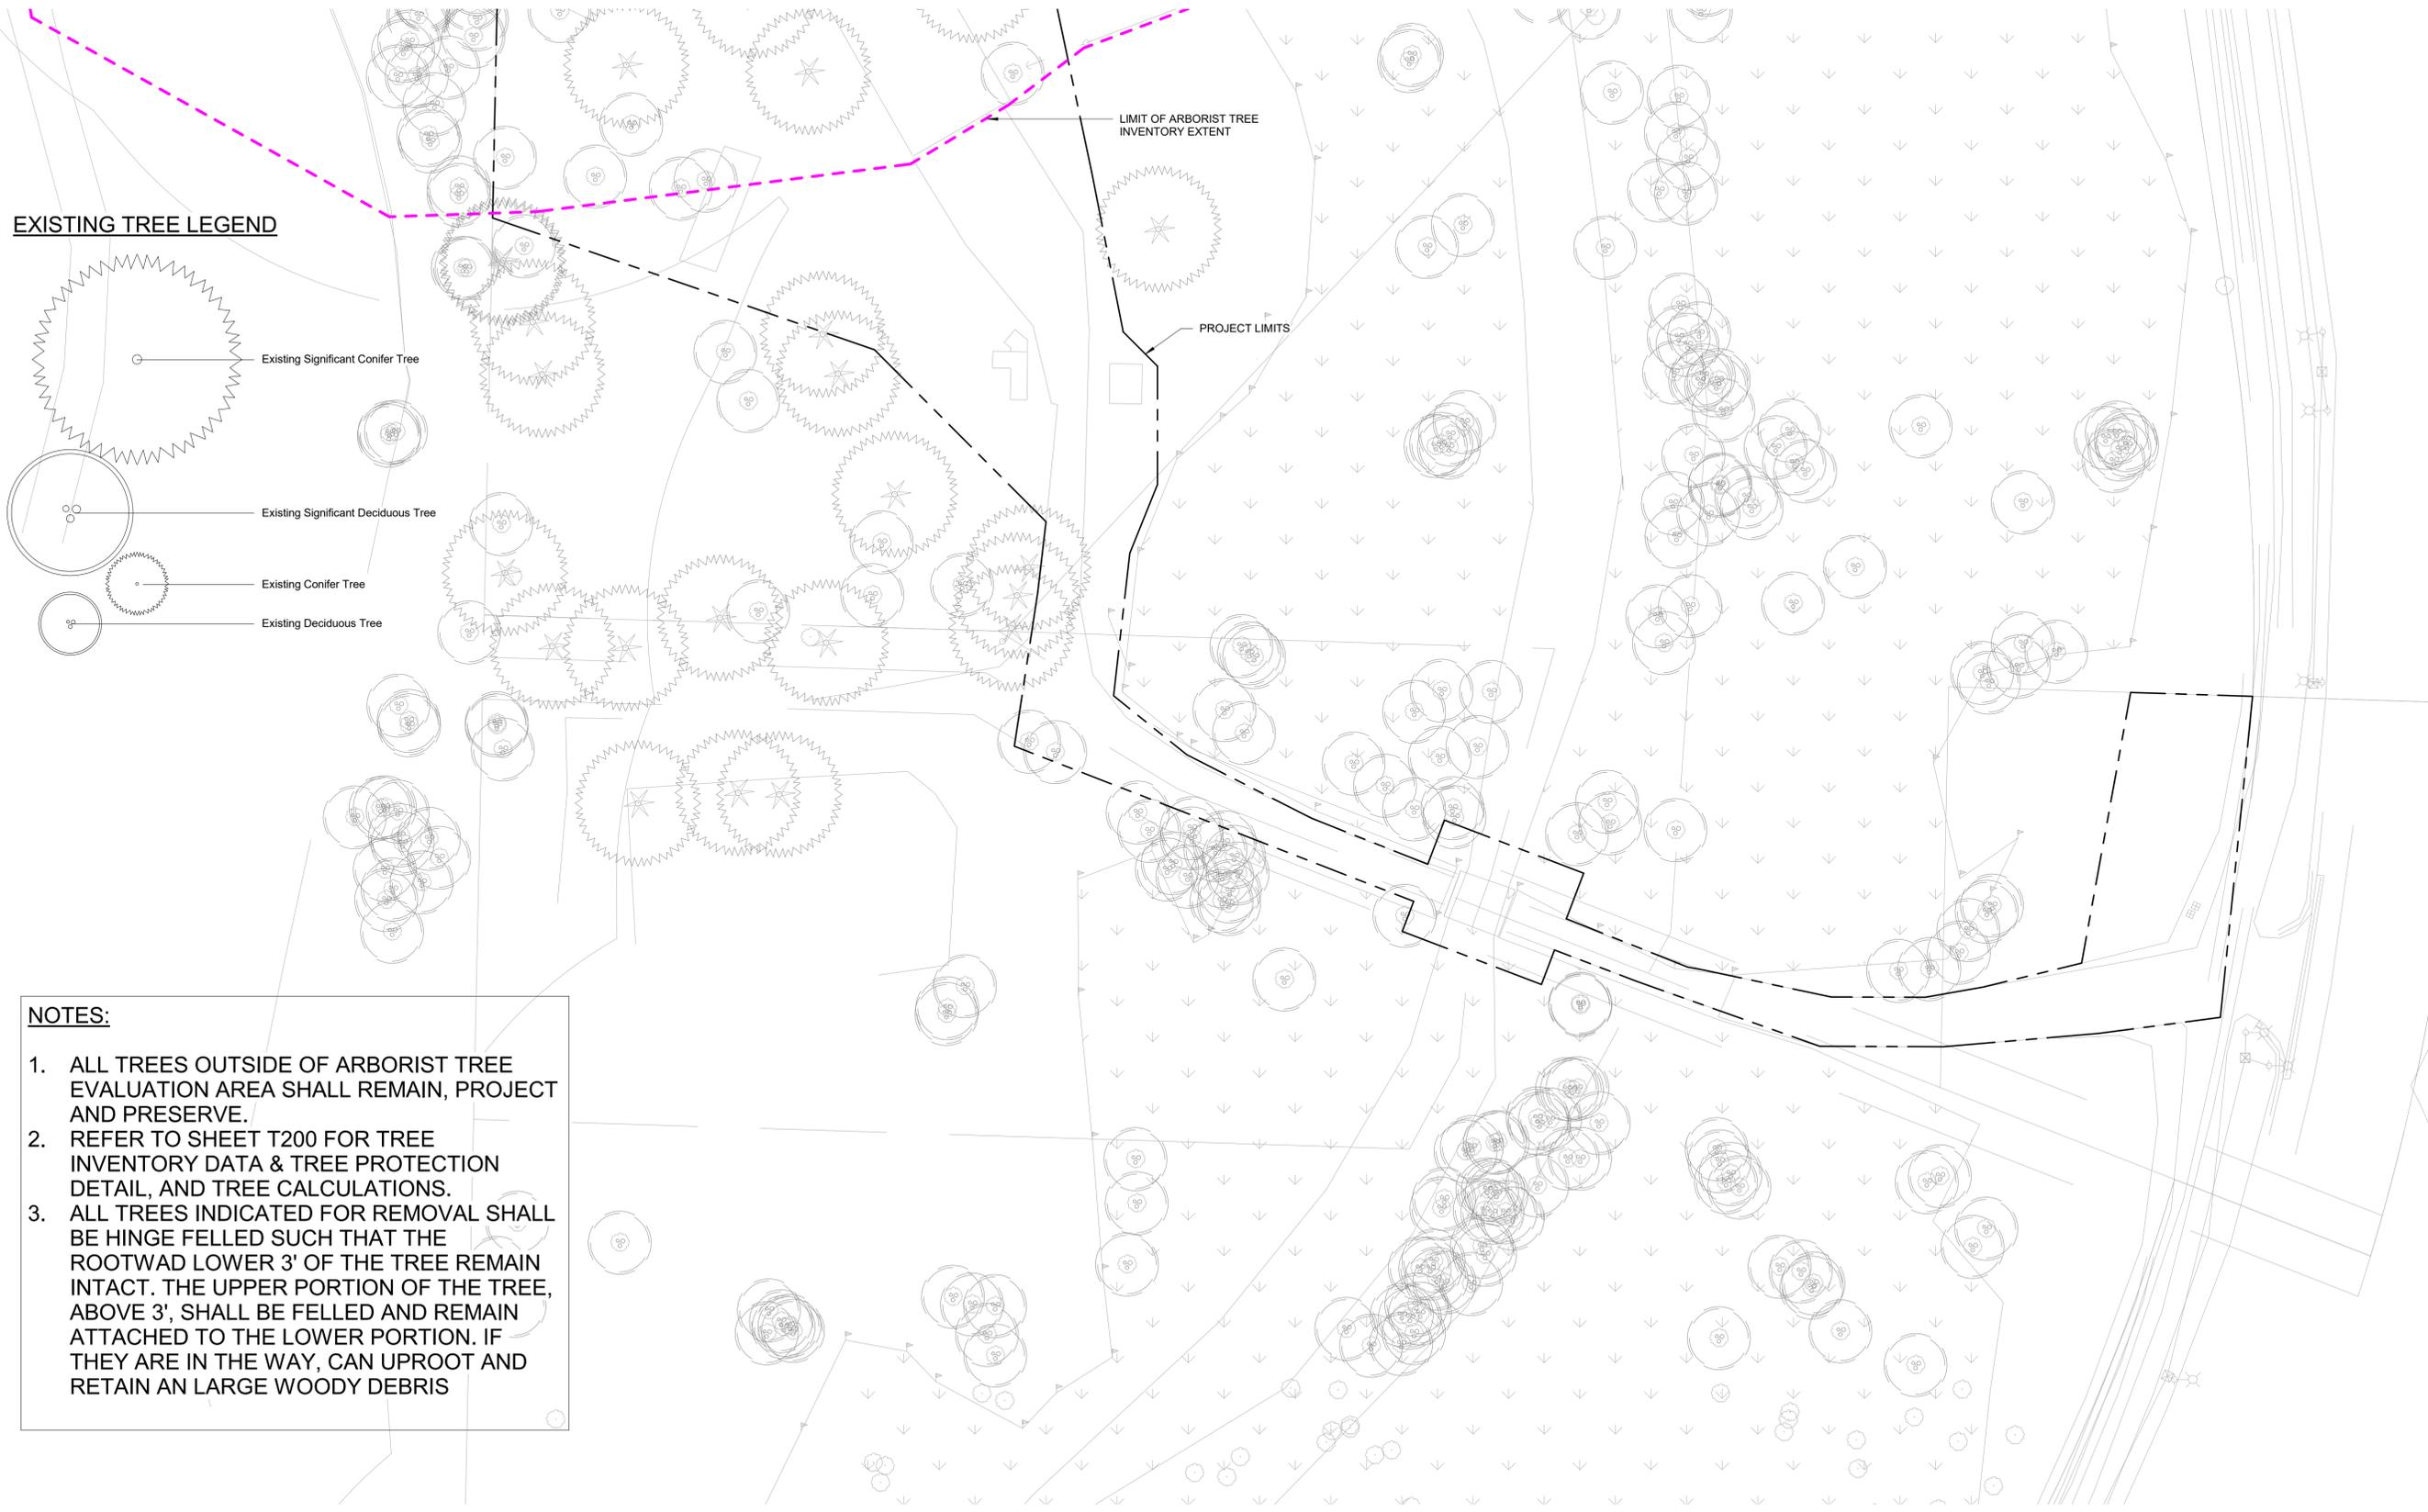 LIMIT OF ARBORIST TREE
INVENTORY EXTENT
EXISTING TREE LEGEND
PROJECT LIMITS
Existing Significant Conifer Tree
Existing Significant Deciduous Tree
Existing Conifer Tree
Existing Deciduous Tree
NOTES:
1. ALL TREES OUTSIDE OF ARBORIST TREE
EVALUATION AREA SHALL REMAIN, PROJECT
AND PRESERVE.
2. REFER TO SHEET T200 FOR TREE
INVENTORY DATA & TREE PROTECTION
DETAIL, AND TREE CALCULATIONS.
3. ALL TREES INDICATED FOR REMOVAL SHALL
BE HINGE FELLED SUCH THAT THE
ROOTWAD LOWER 3' OF THE TREE REMAIN
INTACT. THE UPPER PORTION OF THE TREE,
ABOVE 3', SHALL BE FELLED AND REMAIN
ATTACHED TO THE LOWER PORTION. IF
THEY ARE IN THE WAY, CAN UPROOT AND
RETAIN AN LARGE WOODY DEBRIS